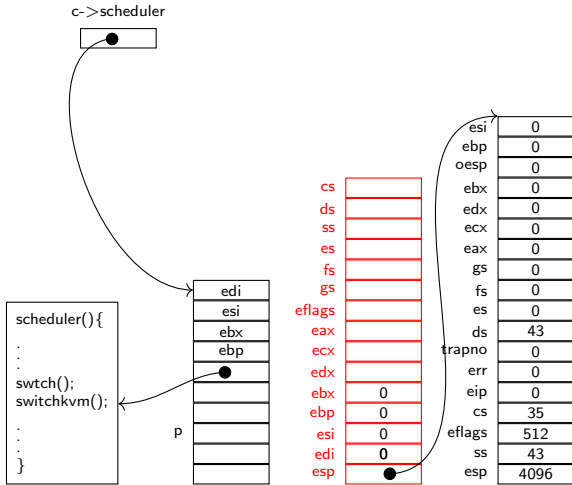 c->scheduler
scheduler(){
.
.
.
swtch();
switchkvm();
.
.
.
}
edi
esi
ebx
ebp
p
cs
ds
ss
es
fs
gs
eflags
eax
ecx
edx
ebx 0
ebp 0
esi 0
edi 0
esp
esi 0
ebp 0
oesp 0
ebx 0
edx 0
ecx 0
eax 0
gs 0
fs 0
es 0
ds 43
trapno 0
err 0
eip 0
cs 35
eflags 512
ss 43
esp 4096